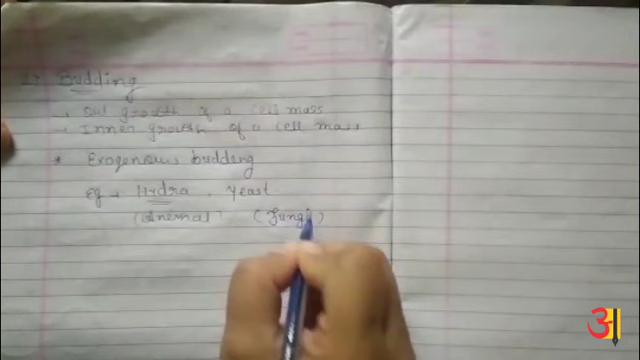 Budding
Out growth of a cell mass
Inner growth of a cell mass
* Exogenous budding
Eg → Hydra, Yeast
(Animal) (Fungi)
अ